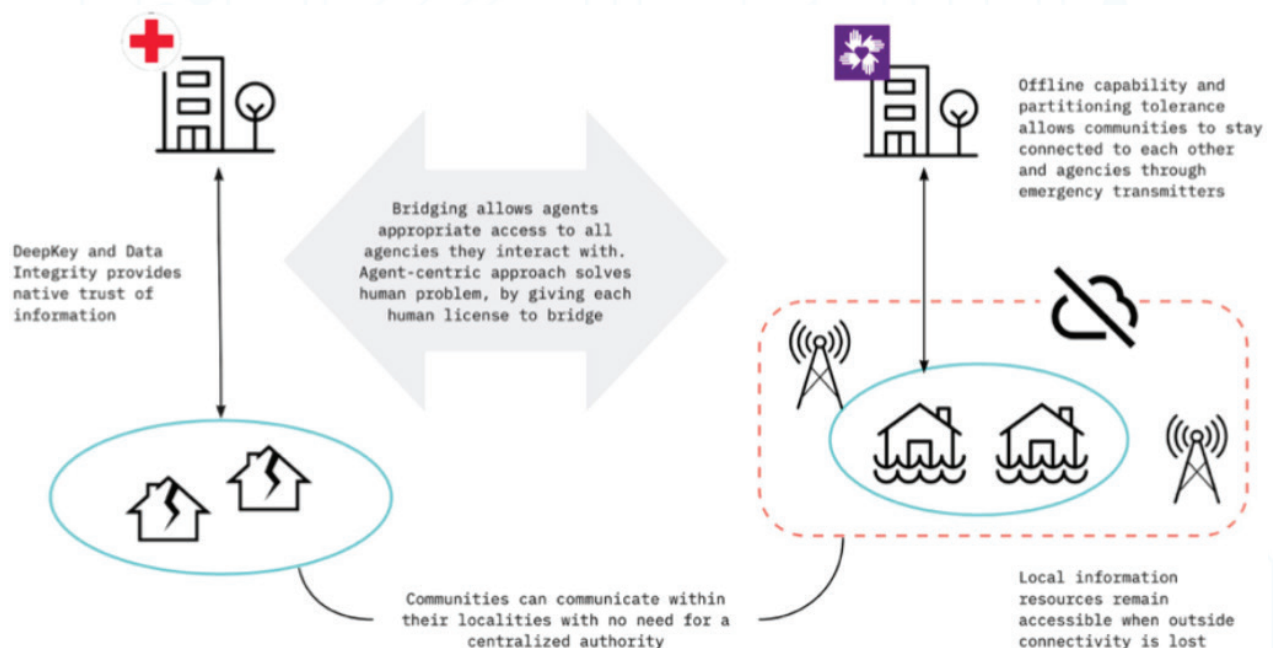 Offline capability and
partitioning tolerance
allows communities to stay
connected to each other
and agencies through
emergency transmitters
Bridging allows agents
appropriate access to all
agencies they interact with.
Agent-centric approach solves
human problem, by giving each
human license to bridge
DeepKey and Data
Integrity provides
native trust of
information
Communities can communicate within
their localities with no need for a
centralized authority
Local information
resources remain
accessible when outside
connectivity is lost